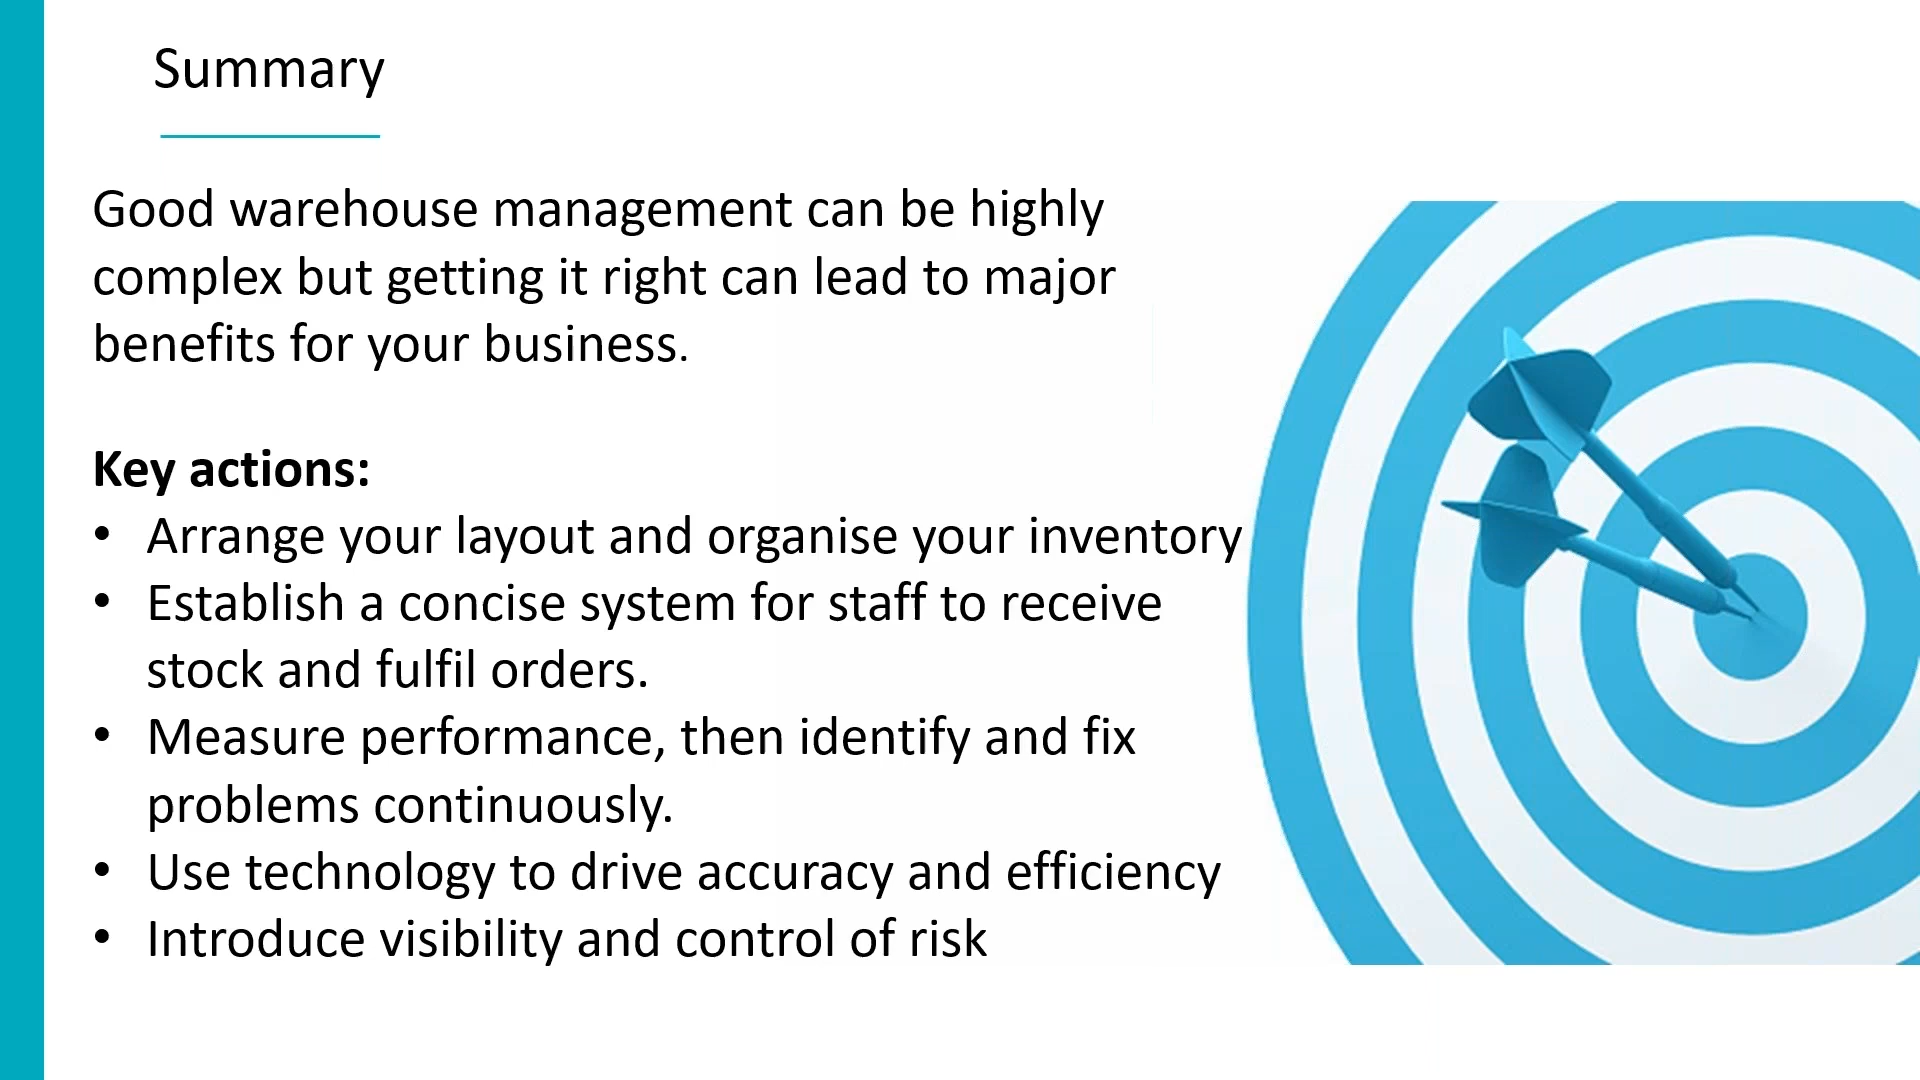 Summary
Good warehouse management can be highly
complex but getting it right can lead to major
benefits for your business.
Key actions:
• Arrange your layout and organise your inventory
• Establish a concise system for staff to receive
stock and fulfil orders.
• Measure performance, then identify and fix
problems continuously.
• Use technology to drive accuracy and efficiency
• Introduce visibility and control of risk